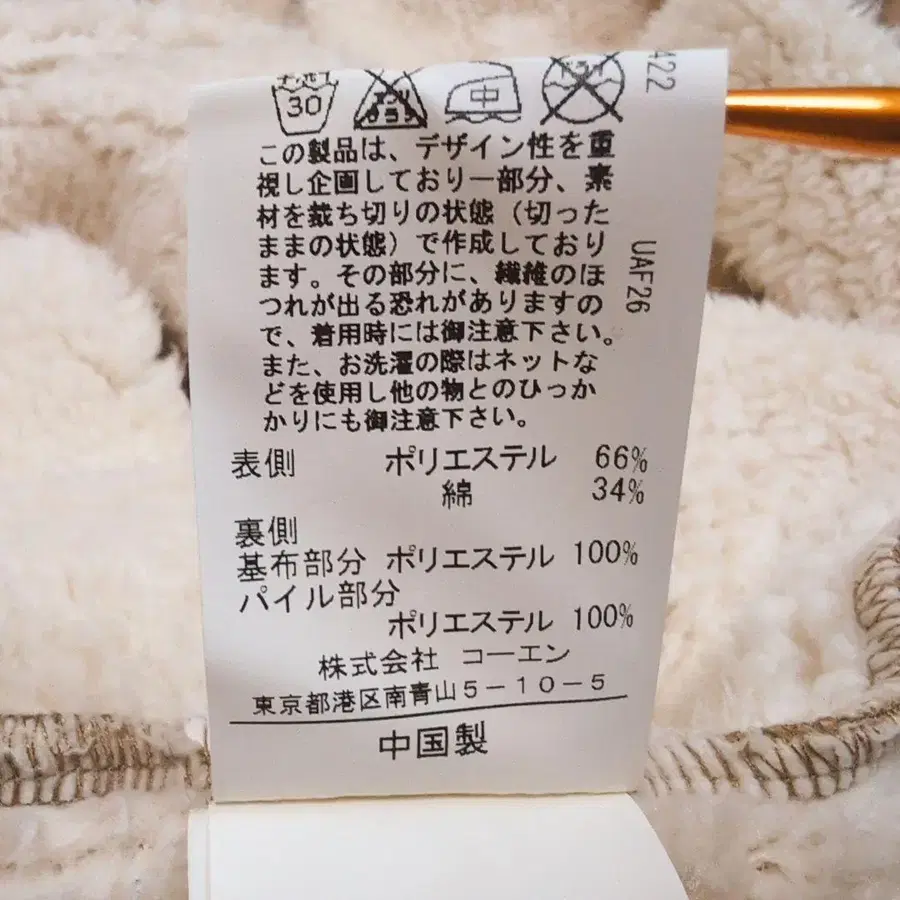 30
中
422
この製品は、デザイン性を重
視し企画しており一部分、素
材を裁ち切りの状態(切った
ままの状態)で作成しており
ます。その部分に、繊維のほ
つれが出る恐れがありますの
で、着用時には御注意下さい。
また、お洗濯の際はネットな
どを使用し他の物とのひっか
かりにも御注意下さい。
UAF26
表側 ポリエステル 66%
綿 34%
裏側
基布部分 ポリエステル 100%
パイル部分
ポリエステル 100%
株式会社 コーエン
東京都港区南青山5-10-5
中国製